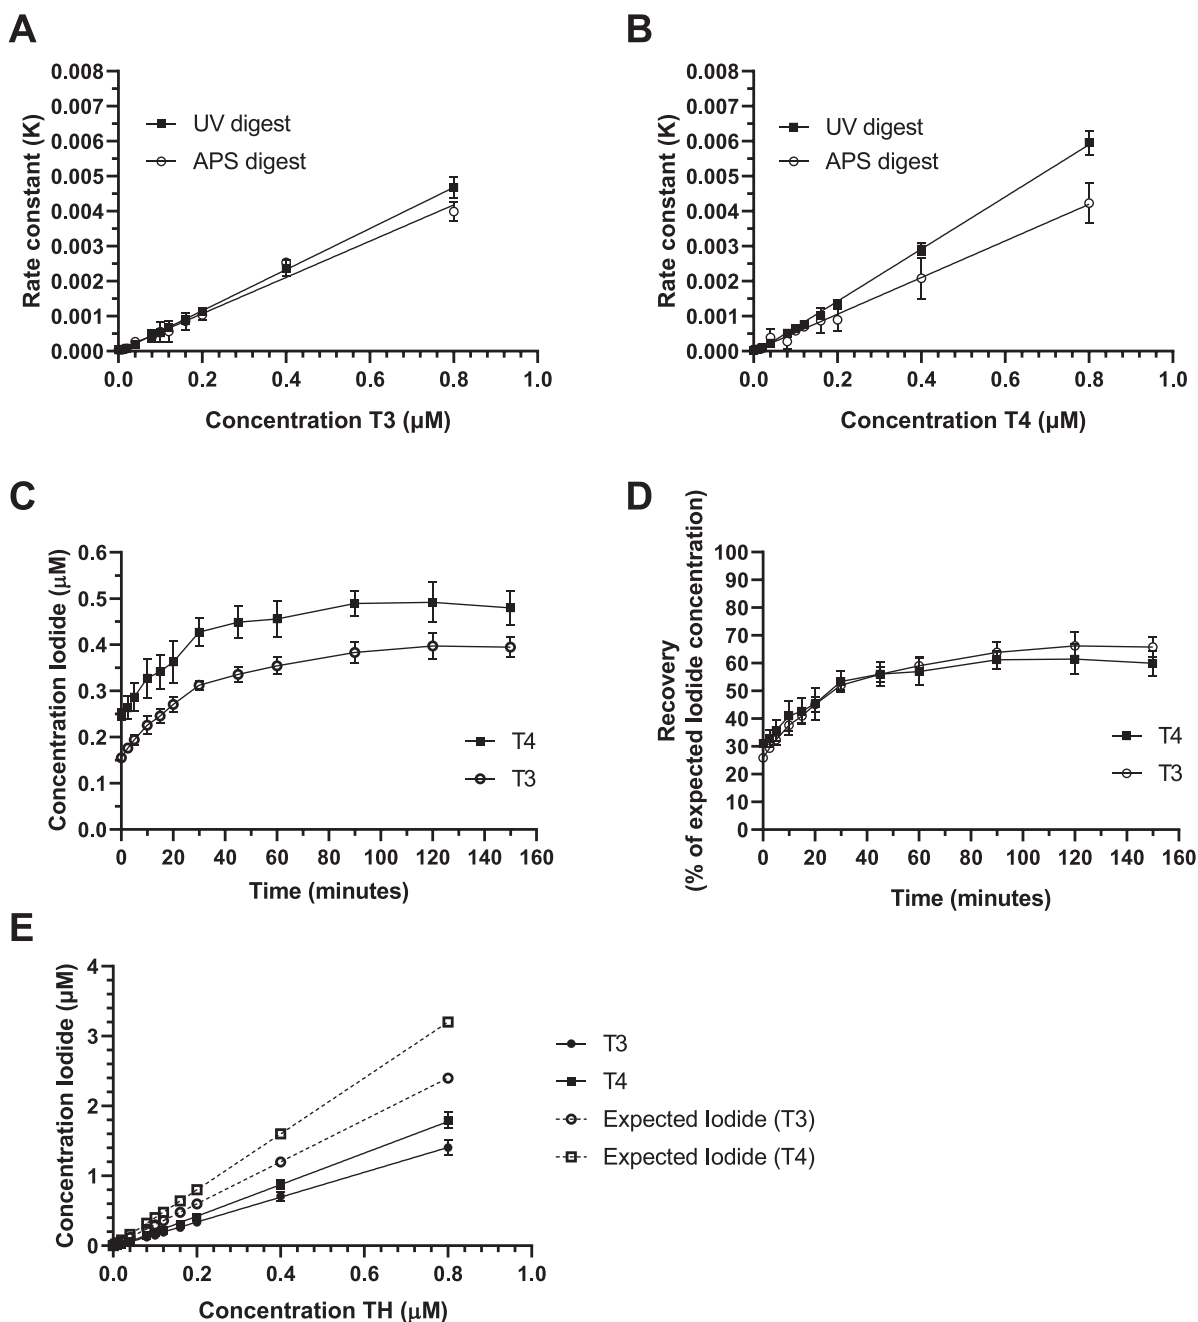 A
0.008
0.007
0.006
0.005
0.004
0.003
0.002
0.001
0.000
Rate constant (K)
UV digest
APS digest
0.0 0.2 0.4 0.6 0.8 1.0
Concentration T3 (µM)
B
0.008
0.007
0.006
0.005
0.004
0.003
0.002
0.001
0.000
Rate constant (K)
UV digest
APS digest
0.0 0.2 0.4 0.6 0.8 1.0
Concentration T4 (µM)
C
0.6
0.5
0.4
0.3
0.2
0.1
0.0
Concentration Iodide (µM)
T4
T3
0 20 40 60 80 100 120 140 160
Time (minutes)
D
100
90
80
70
60
50
40
30
20
10
0
Recovery
(% of expected Iodide concentration)
T4
T3
0 20 40 60 80 100 120 140 160
Time (minutes)
E
4
3
2
1
0
Concentration Iodide (µM)
0.0 0.2 0.4 0.6 0.8 1.0
Concentration TH (µM)
T3
T4
Expected Iodide (T3)
Expected Iodide (T4)